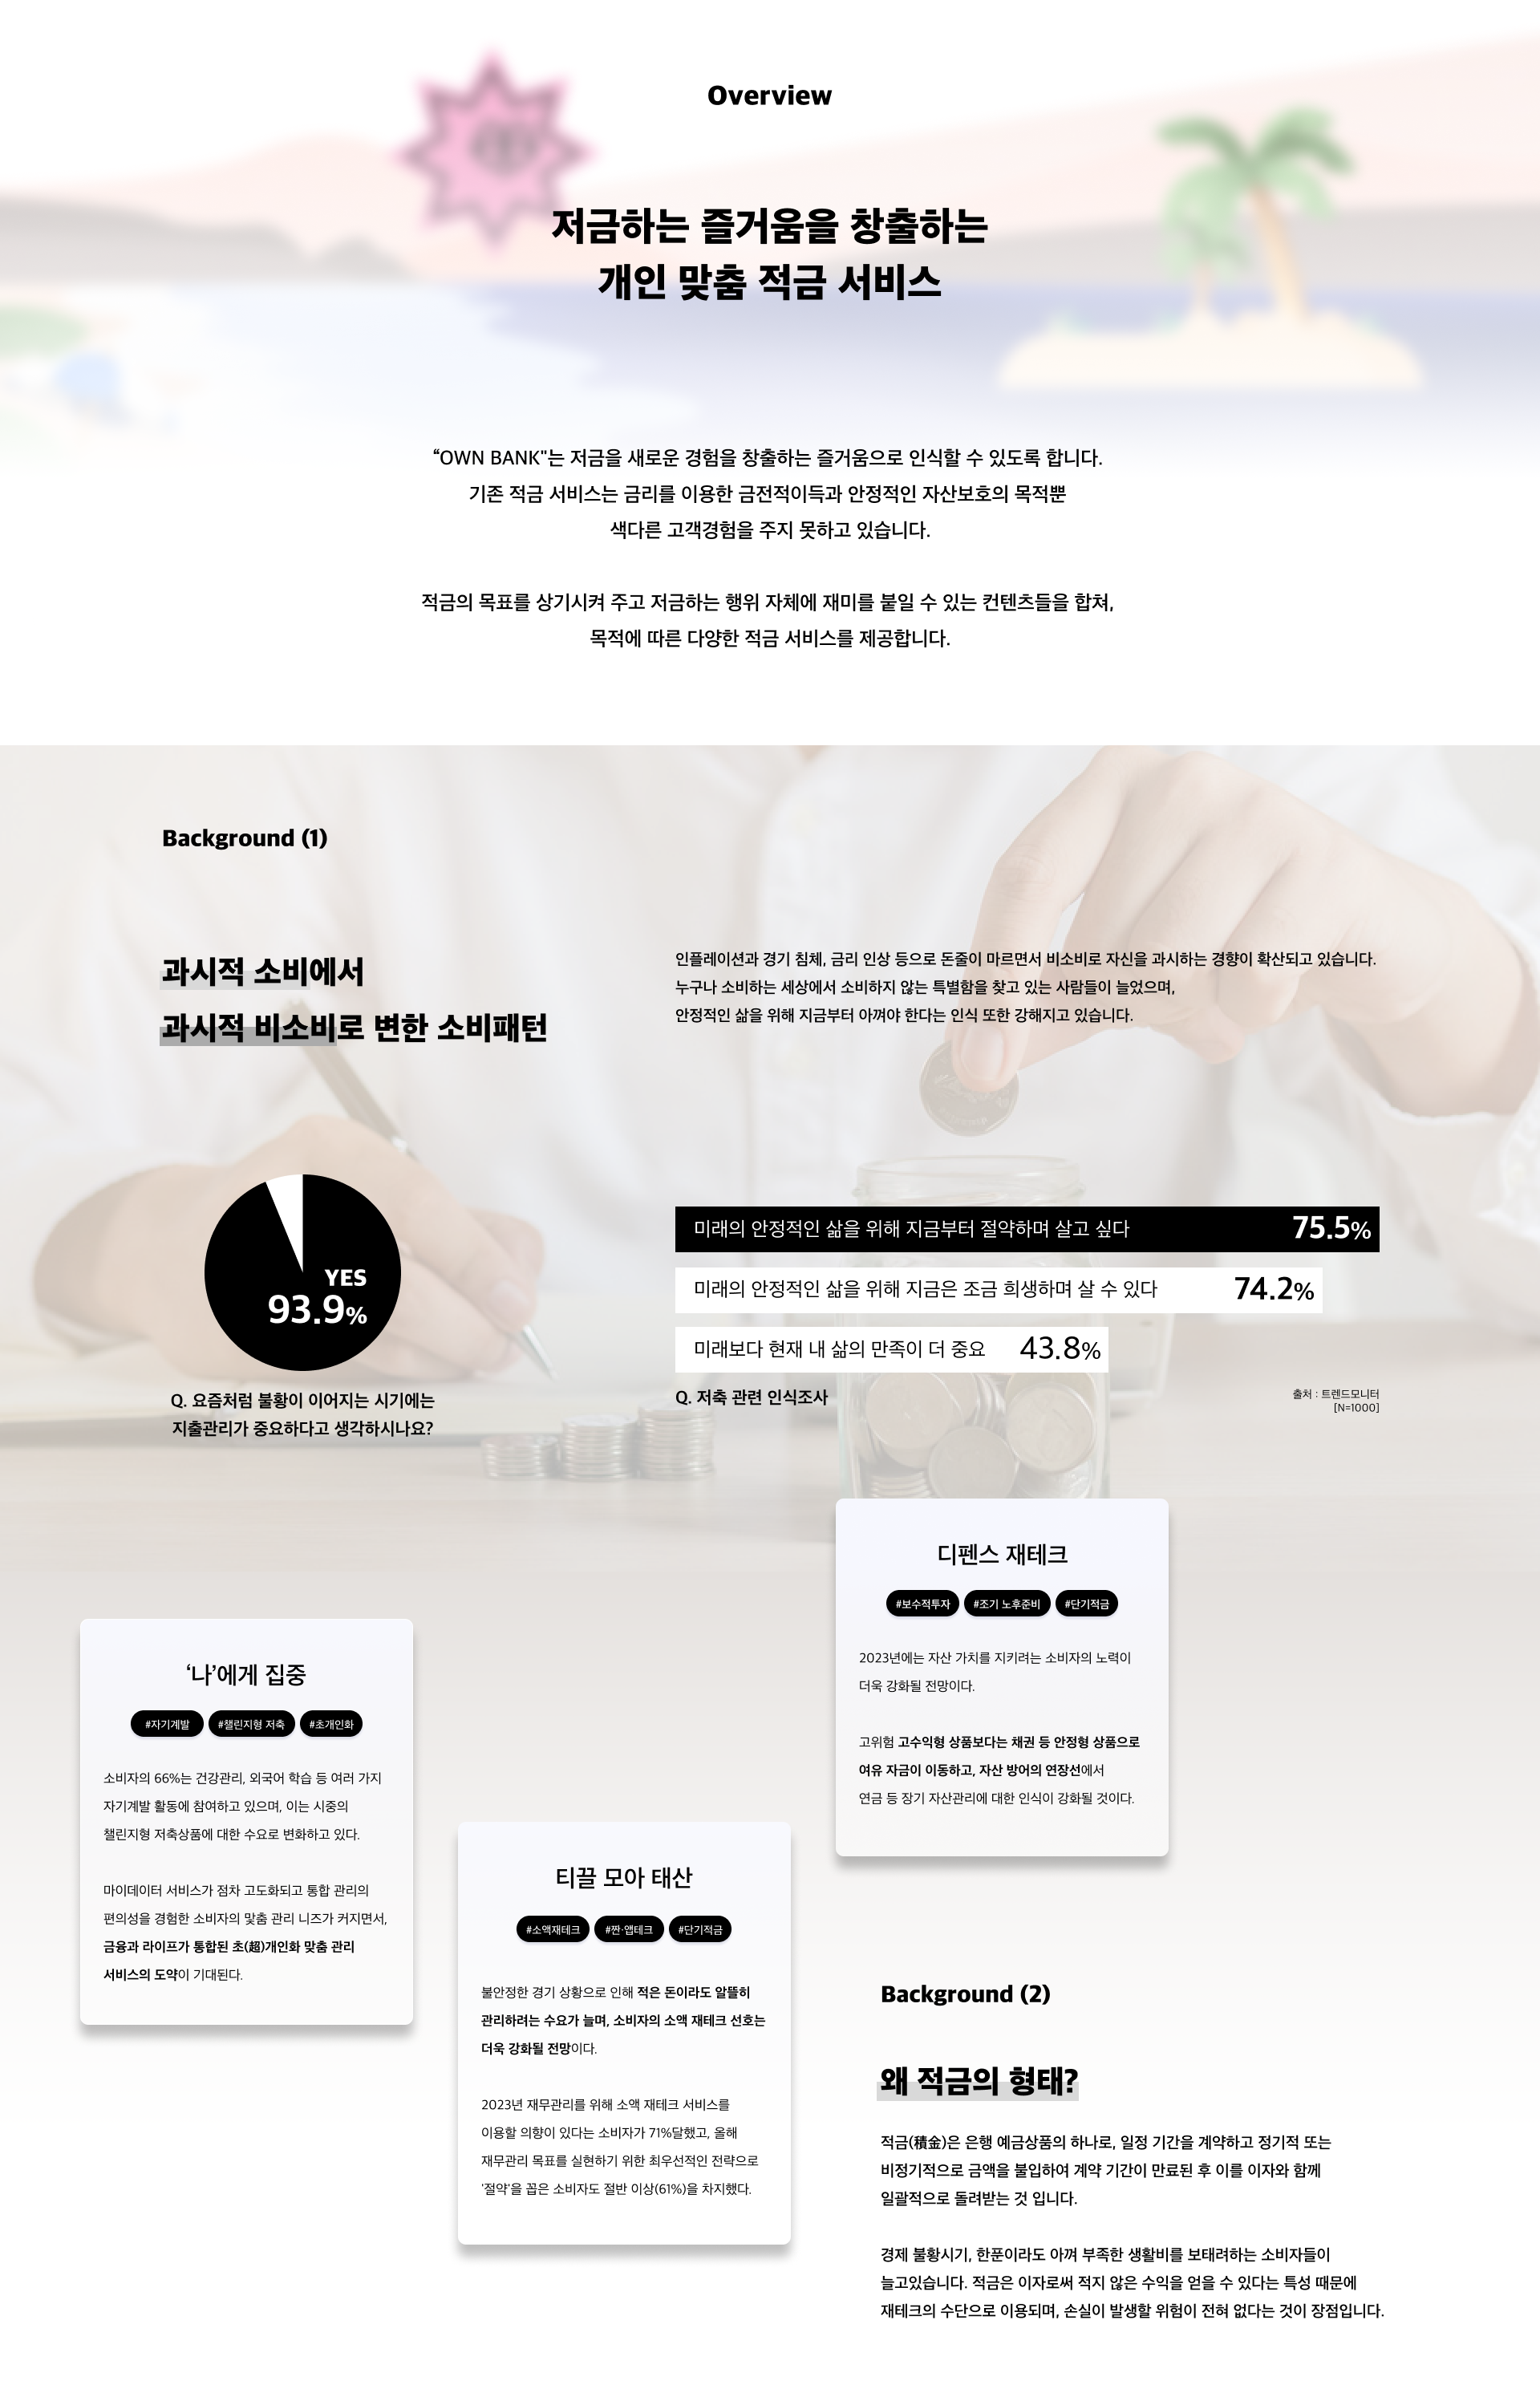 Overview
저금하는 즐거움을 창출하는
개인 맞춤 적금 서비스
“OWN BANK"는 저금을 새로운 경험을 창출하는 즐거움으로 인식할 수 있도록 합니다.
기존 적금 서비스는 금리를 이용한 금전적이득과 안정적인 자산보호의 목적뿐
색다른 고객경험을 주지 못하고 있습니다.
적금의 목표를 상기시켜 주고 저금하는 행위 자체에 재미를 붙일 수 있는 컨텐츠들을 합쳐,
목적에 따른 다양한 적금 서비스를 제공합니다.
Background (1)
과시적 소비에서
과시적 비소비로 변한 소비패턴
인플레이션과 경기 침체, 금리 인상 등으로 돈줄이 마르면서 비소비로 자신을 과시하는 경향이 확산되고 있습니다.
누구나 소비하는 세상에서 소비하지 않는 특별함을 찾고 있는 사람들이 늘었으며,
안정적인 삶을 위해 지금부터 아껴야 한다는 인식 또한 강해지고 있습니다.
YES
93.9%
Q. 요즘처럼 불황이 이어지는 시기에는
지출관리가 중요하다고 생각하시나요?
미래의 안정적인 삶을 위해 지금부터 절약하며 살고 싶다 75.5%
미래의 안정적인 삶을 위해 지금은 조금 희생하며 살 수 있다 74.2%
미래보다 현재 내 삶의 만족이 더 중요 43.8%
Q. 저축 관련 인식조사
출처 : 트렌드모니터
[N=1000]
‘나’에게 집중
#자기계발 #챌린지형 저축 #초개인화
소비자의 66%는 건강관리, 외국어 학습 등 여러 가지
자기계발 활동에 참여하고 있으며, 이는 시중의
챌린지형 저축상품에 대한 수요로 변화하고 있다.
마이데이터 서비스가 점차 고도화되고 통합 관리의
편의성을 경험한 소비자의 맞춤 관리 니즈가 커지면서,
금융과 라이프가 통합된 초(超)개인화 맞춤 관리
서비스의 도약이 기대된다.
티끌 모아 태산
#소액재테크 #짠·앱테크 #단기적금
불안정한 경기 상황으로 인해 적은 돈이라도 알뜰히
관리하려는 수요가 늘며, 소비자의 소액 재테크 선호는
더욱 강화될 전망이다.
2023년 재무관리를 위해 소액 재테크 서비스를
이용할 의향이 있다는 소비자가 71%달했고, 올해
재무관리 목표를 실현하기 위한 최우선적인 전략으로
‘절약’을 꼽은 소비자도 절반 이상(61%)을 차지했다.
디펜스 재테크
#보수적투자 #조기 노후준비 #단기적금
2023년에는 자산 가치를 지키려는 소비자의 노력이
더욱 강화될 전망이다.
고위험 고수익형 상품보다는 채권 등 안정형 상품으로
여유 자금이 이동하고, 자산 방어의 연장선에서
연금 등 장기 자산관리에 대한 인식이 강화될 것이다.
Background (2)
왜 적금의 형태?
적금(積金)은 은행 예금상품의 하나로, 일정 기간을 계약하고 정기적 또는
비정기적으로 금액을 불입하여 계약 기간이 만료된 후 이를 이자와 함께
일괄적으로 돌려받는 것 입니다.
경제 불황시기, 한푼이라도 아껴 부족한 생활비를 보태려하는 소비자들이
늘고있습니다. 적금은 이자로써 적지 않은 수익을 얻을 수 있다는 특성 때문에
재테크의 수단으로 이용되며, 손실이 발생할 위험이 전혀 없다는 것이 장점입니다.